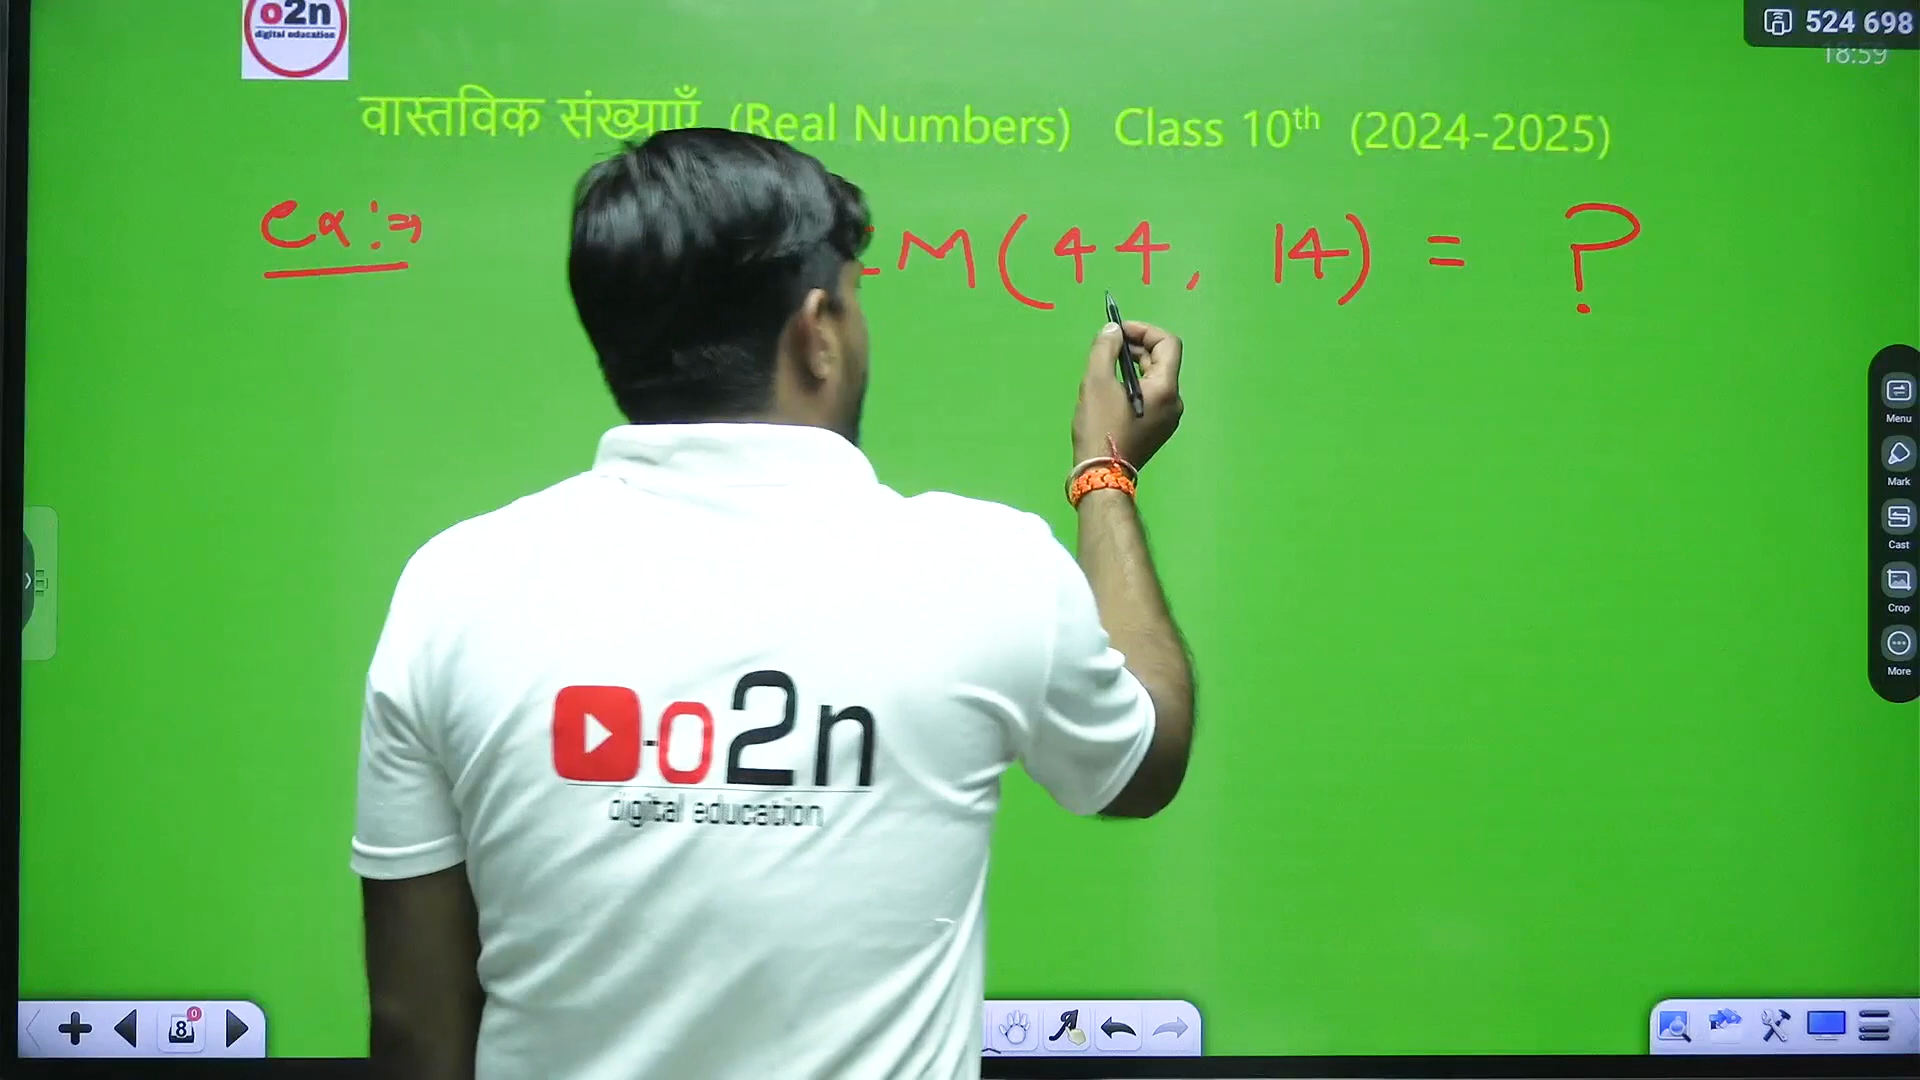 o2n
digital education
524 698
18:59
वास्तविक संख्याएँ (Real Numbers) Class 10th (2024-2025)
Ex :⇒
M (44, 14) = ?
Menu
Mark
Cast
Crop
More
o2n
digital education
8
0